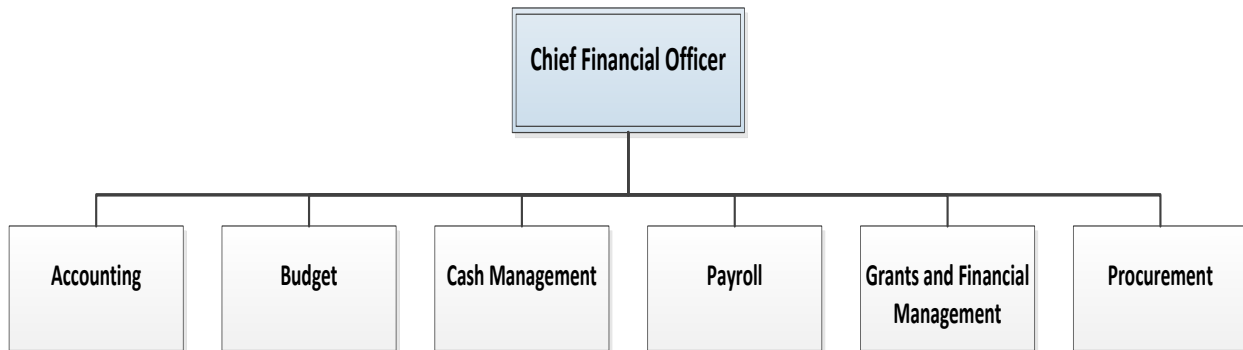 Chief Financial Officer
Accounting
Budget
Cash Management
Payroll
Grants and Financial
Management
Procurement